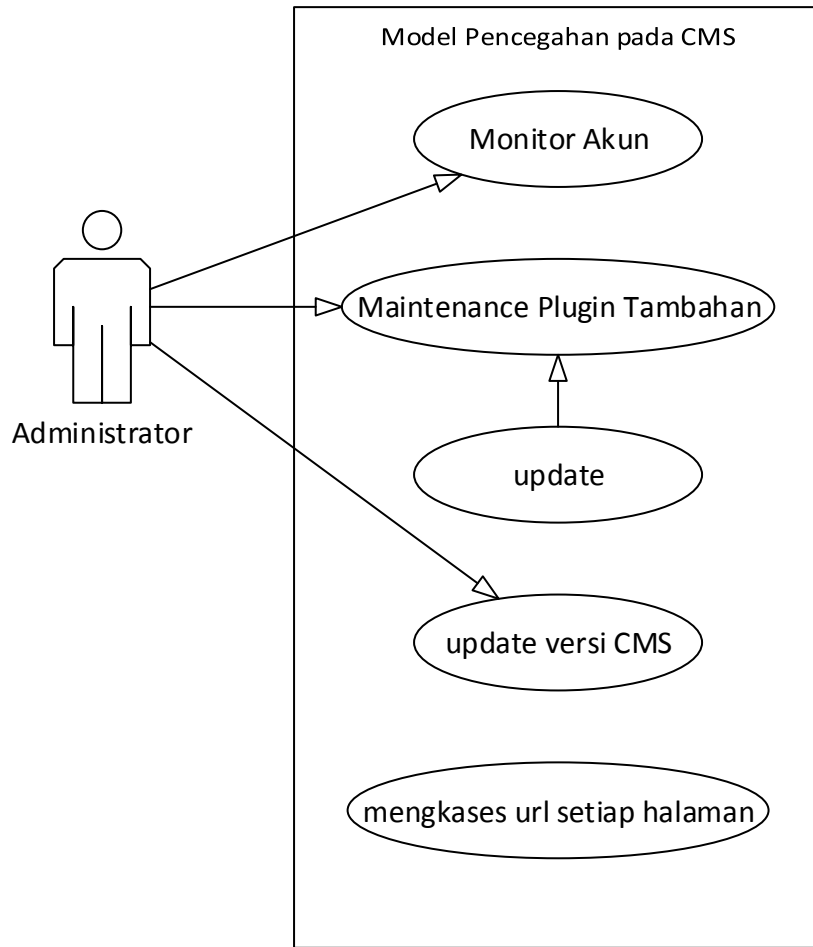 Model Pencegahan pada CMS
Monitor Akun
Maintenance Plugin Tambahan
Administrator
update
update versi CMS
mengkases url setiap halaman